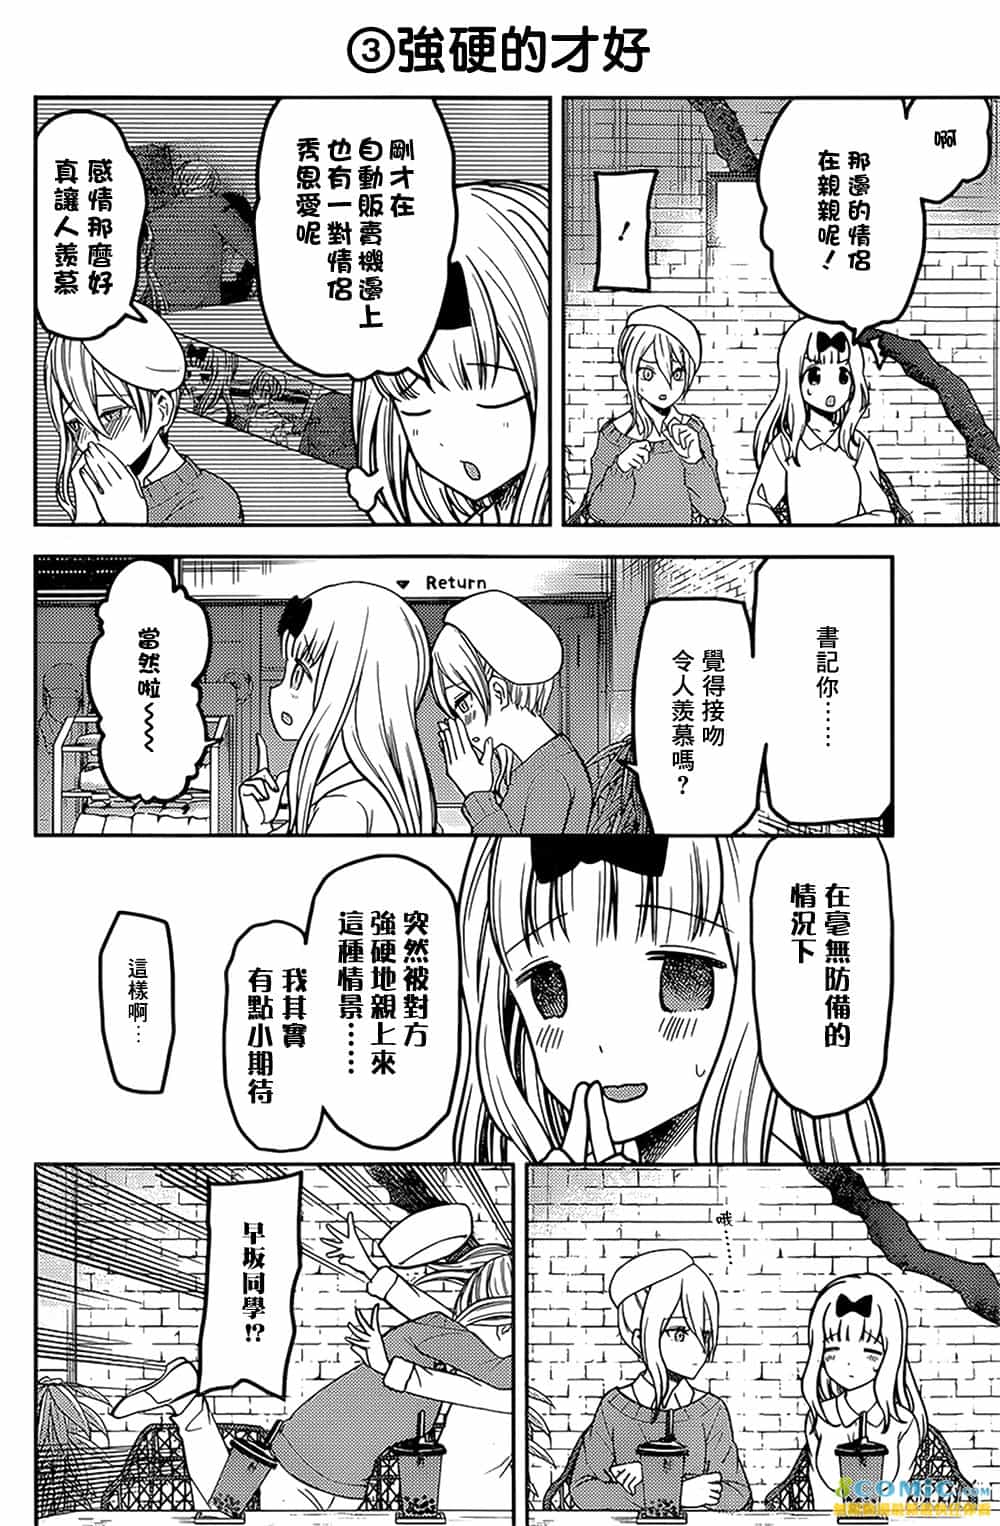 ③強硬的才好
啊
那邊的情侶
在親親呢！
！
剛才在
自動販賣機邊上
也有一對情侶
秀恩愛呢
感情那麼好
真讓人羨慕
書記你……
覺得接吻
令人羨慕嗎？
Return
當然啦~~~~
在毫無防備的
情況下
突然被對方
強硬地親上來
這種情景……
我其實
有點小期待
這樣啊…
哦……
早坂同學!?
COMIC.com